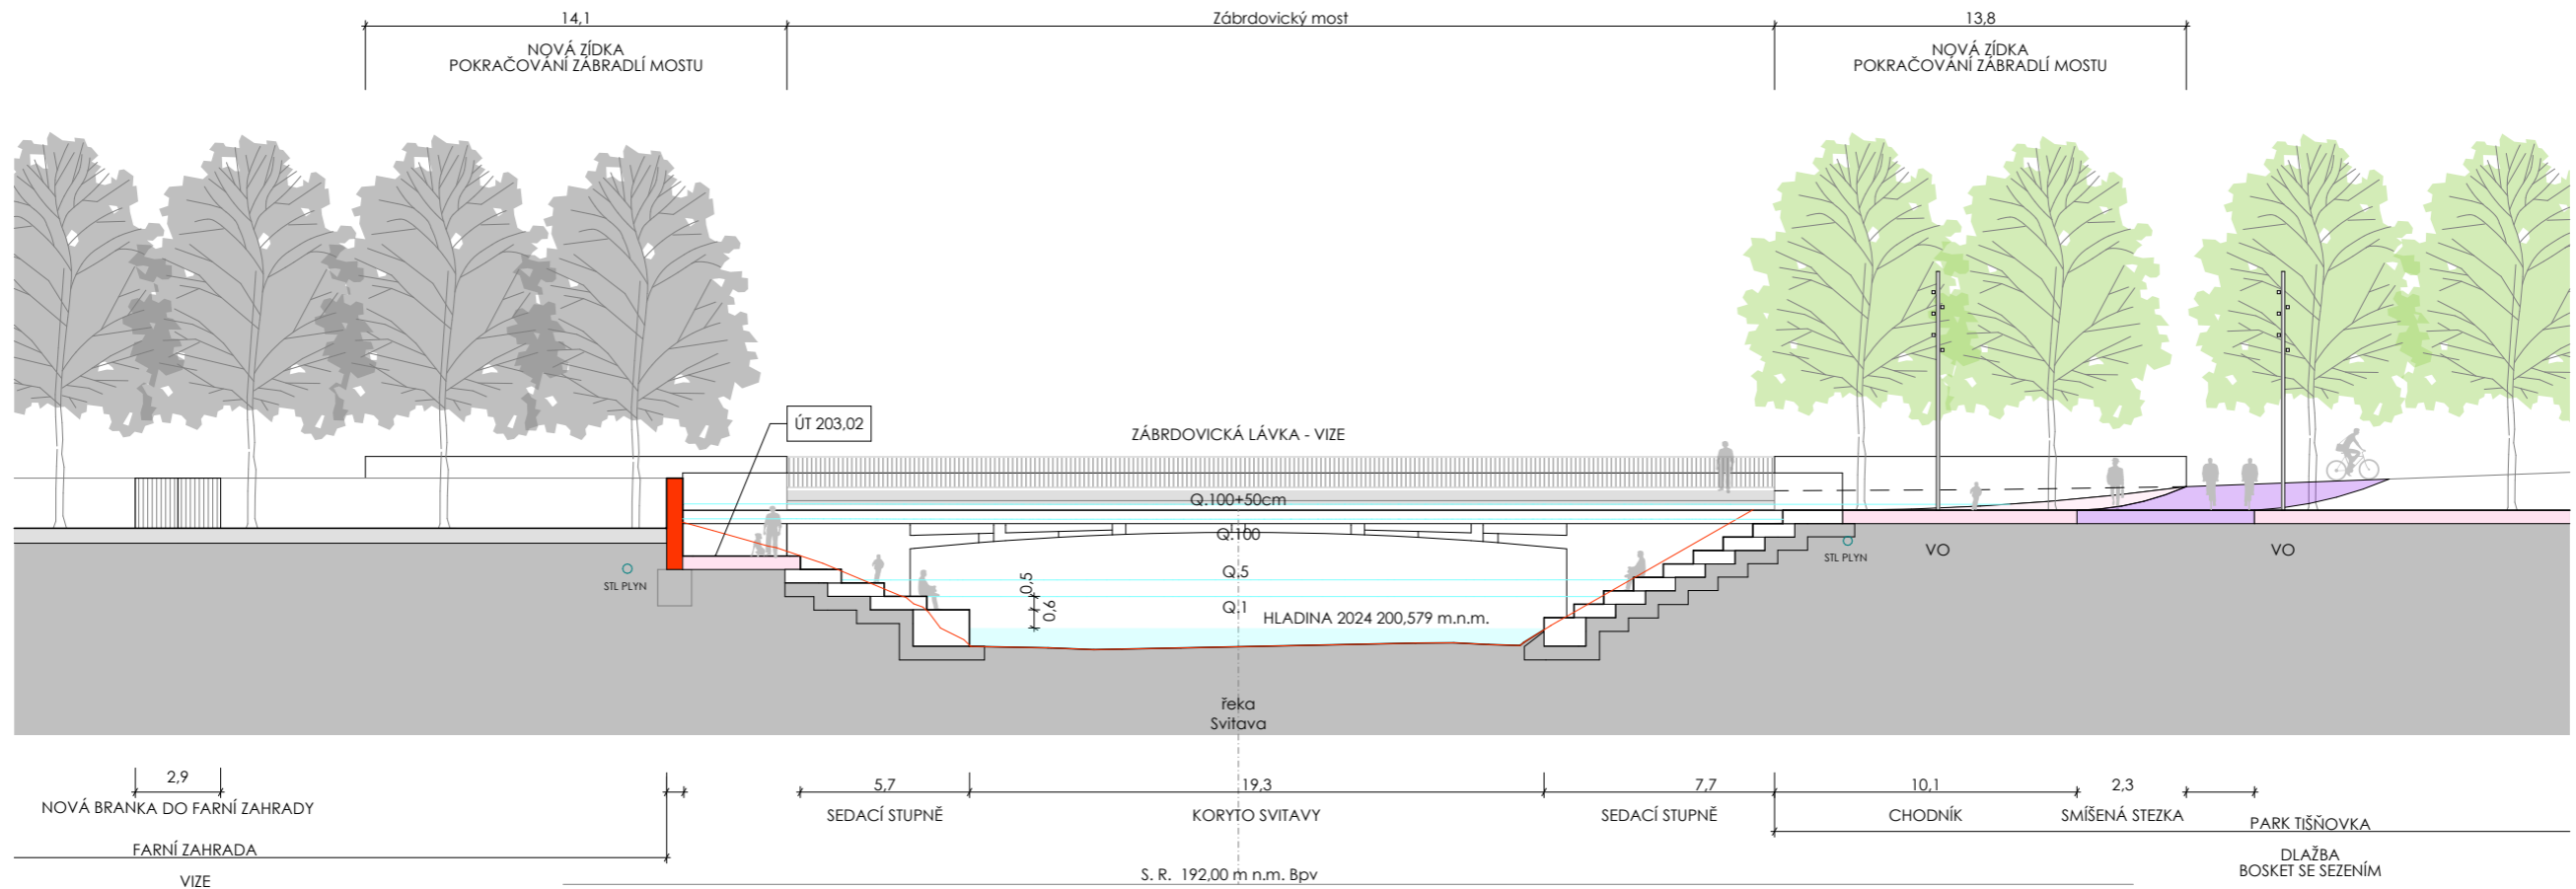 14,1
Zábrdovický most
13,8
NOVÁ ZÍDKA
POKRAČOVÁNÍ ZÁBRADLÍ MOSTU
NOVÁ ZÍDKA
POKRAČOVÁNÍ ZÁBRADLÍ MOSTU
ÚT 203,02
ZÁBRDOVICKÁ LÁVKA - VIZE
Q.100+50cm
Q.100
Q.5
Q.1
0,5
0,6
HLADINA 2024 200,579 m.n.m.
STL PLYN
STL PLYN
VO
VO
řeka
Svitava
2,9
NOVÁ BRANKA DO FARNÍ ZAHRADY
5,7
SEDACÍ STUPNĚ
19,3
KORYTO SVITAVY
7,7
SEDACÍ STUPNĚ
10,1
CHODNÍK
2,3
SMÍŠENÁ STEZKA
PARK TIŠŇOVKA
FARNÍ ZAHRADA
DLAŽBA
BOSKET SE SEZENÍM
VIZE
S. R. 192,00 m n.m. Bpv